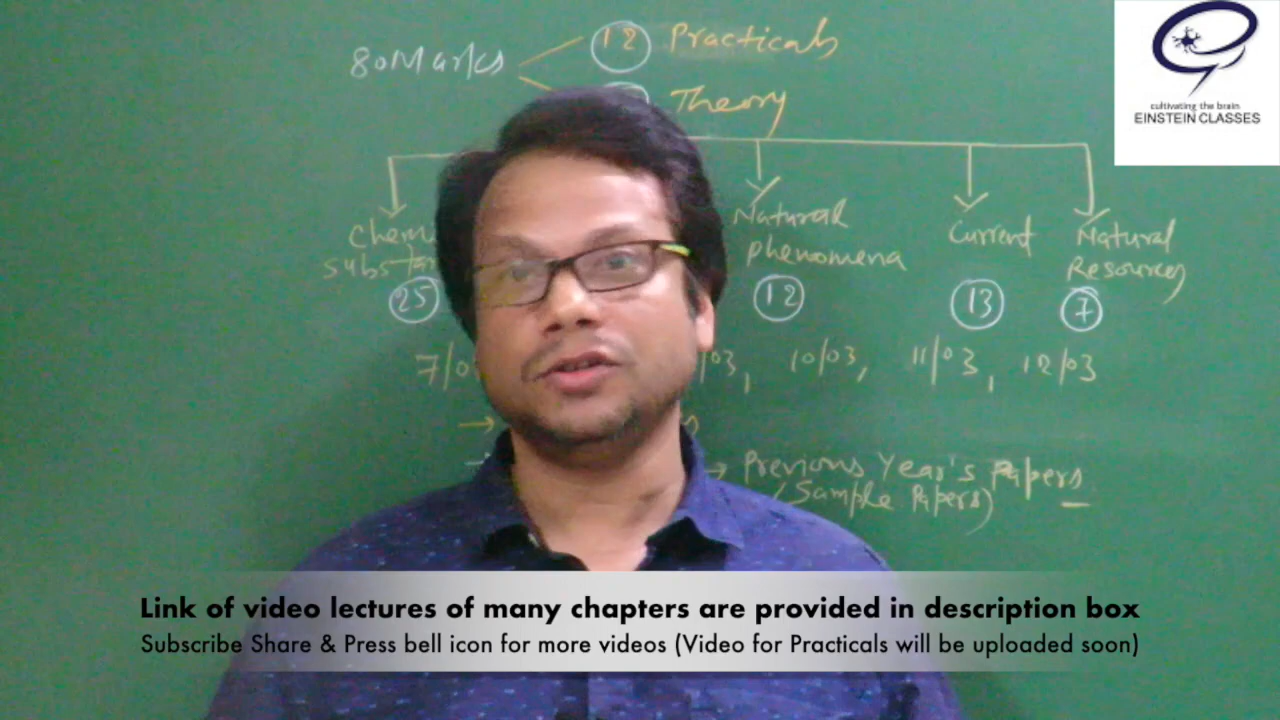 80 Marks
12 Practicals
Theory
Natural phenomena
12
Current
13
Natural Resources
7
25
10/03, 11/03, 12/03
→ Previous Year's Papers
(Sample Papers)
cultivating the brain
EINSTEIN CLASSES
Link of video lectures of many chapters are provided in description box
Subscribe Share & Press bell icon for more videos (Video for Practicals will be uploaded soon)